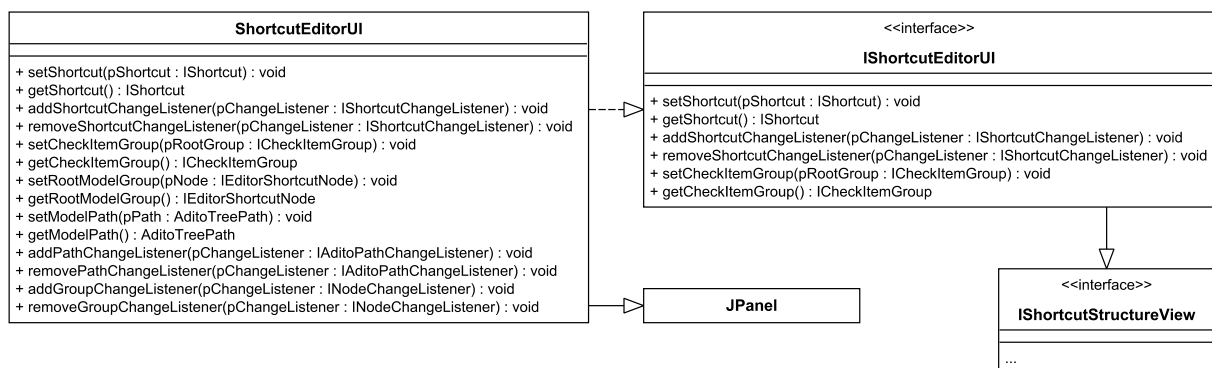 ShortcutEditorUI
+ setShortcut(pShortcut : IShortcut) : void
+ getShortcut() : IShortcut
+ addShortcutChangeListener(pChangeListener : IShortcutChangeListener) : void
+ removeShortcutChangeListener(pChangeListener : IShortcutChangeListener) : void
+ setCheckItemGroup(pRootGroup : ICheckItemGroup) : void
+ getCheckItemGroup() : ICheckItemGroup
+ setRootModelGroup(pNode : IEditorShortcutNode) : void
+ getRootModelGroup() : IEditorShortcutNode
+ setModelPath(pPath : AditoTreePath) : void
+ getModelPath() : AditoTreePath
+ addPathChangeListener(pChangeListener : IAditoPathChangeListener) : void
+ removePathChangeListener(pChangeListener : IAditoPathChangeListener) : void
+ addGroupChangeListener(pChangeListener : INodeChangeListener) : void
+ removeGroupChangeListener(pChangeListener : INodeChangeListener) : void
<<interface>>
IShortcutEditorUI
+ setShortcut(pShortcut : IShortcut) : void
+ getShortcut() : IShortcut
+ addShortcutChangeListener(pChangeListener : IShortcutChangeListener) : void
+ removeShortcutChangeListener(pChangeListener : IShortcutChangeListener) : void
+ setCheckItemGroup(pRootGroup : ICheckItemGroup) : void
+ getCheckItemGroup() : ICheckItemGroup
JPanel
<<interface>>
IShortcutStructureView
...